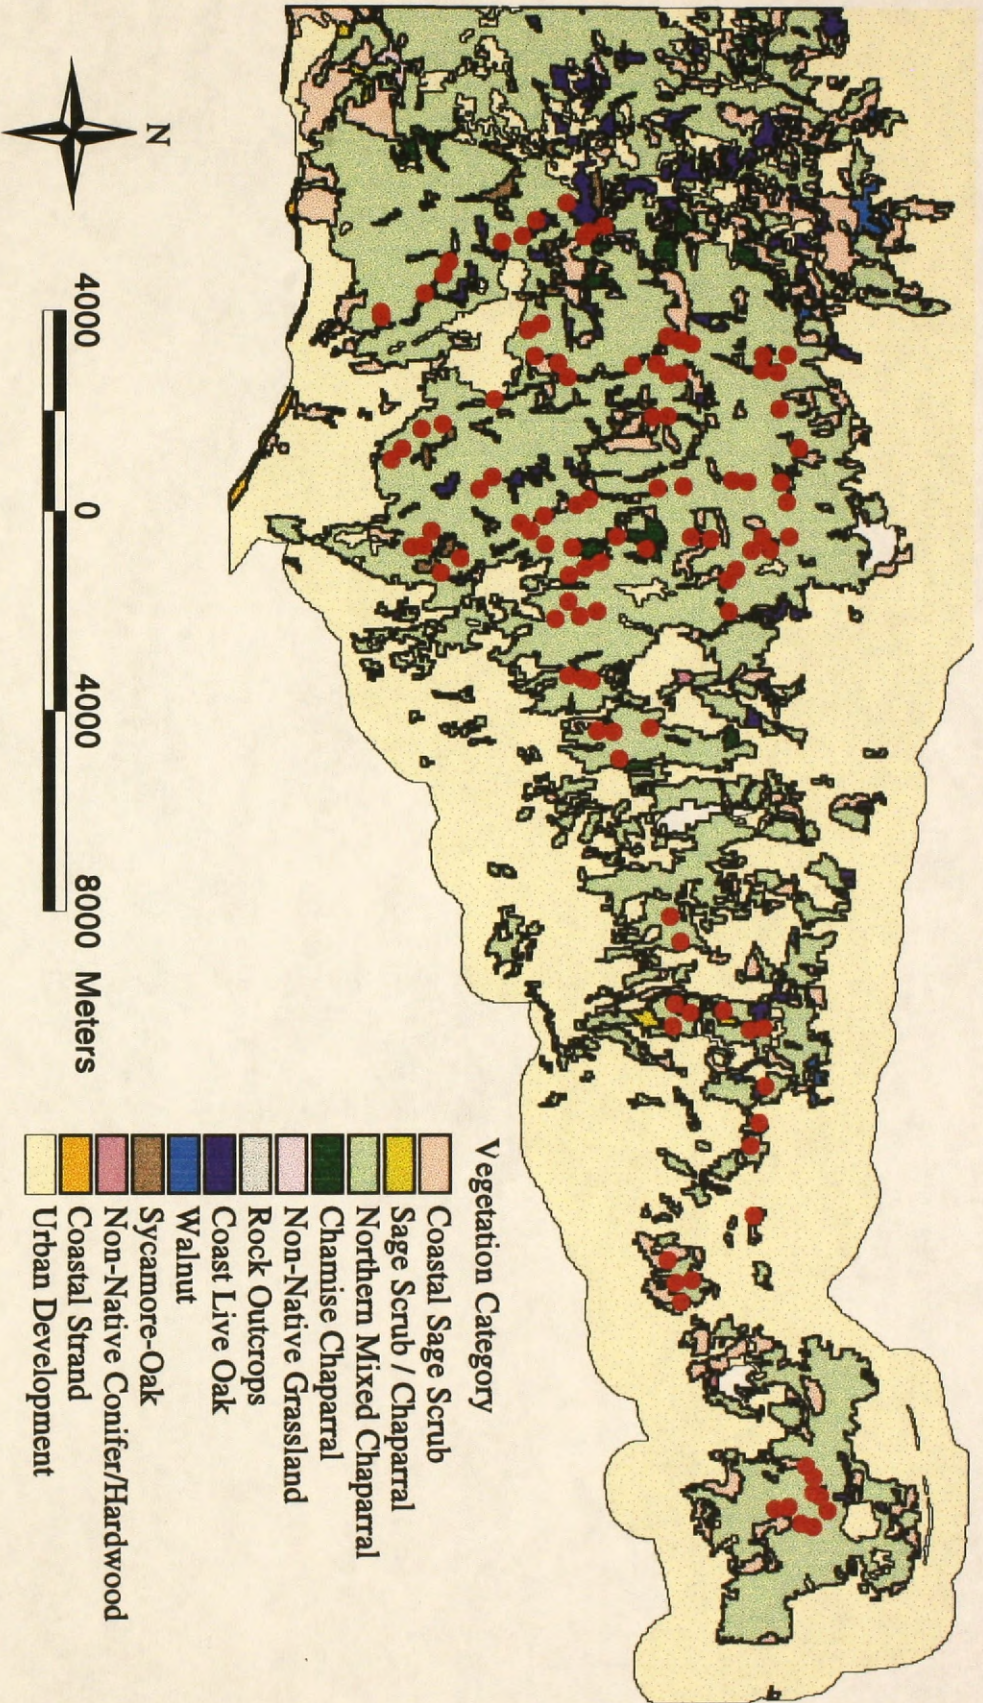 N
4000 0 4000 8000 Meters
Vegetation Category
Coastal Sage Scrub
Sage Scrub / Chaparral
Northern Mixed Chaparral
Chamise Chaparral
Non-Native Grassland
Rock Outcrops
Coast Live Oak
Walnut
Sycamore-Oak
Non-Native Conifer/Hardwood
Coastal Strand
Urban Development